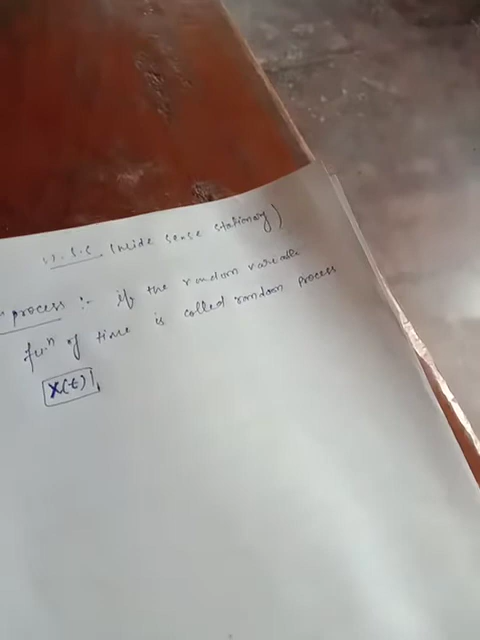 W.S.S (wide sense stationary)
process :- if the random variable
fun^n of time is called random process
X(t)